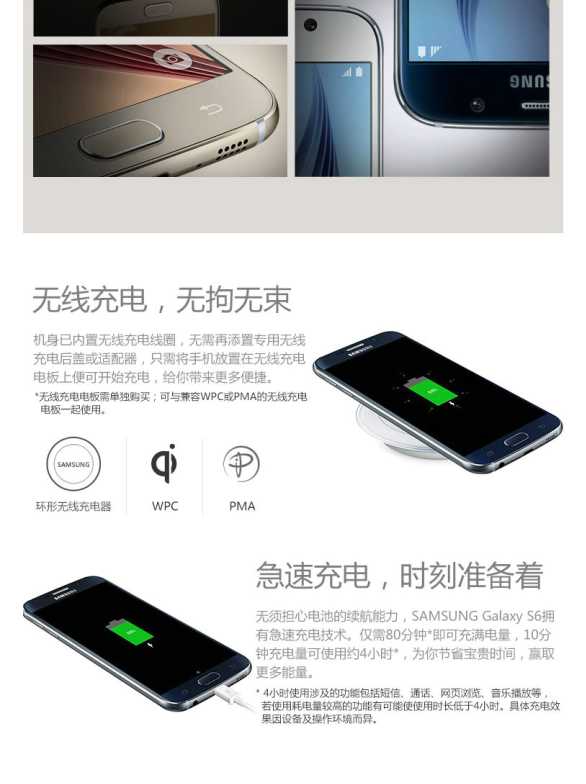 SAMSUNG
无线充电，无拘无束
机身已内置无线充电线圈，无需再添置专用无线
充电后盖或适配器，只需将手机放置在无线充电
电板上便可开始充电，给你带来更多便捷。
*无线充电电板需单独购买；可与兼容WPC或PMA的无线充电
电板一起使用。
SAMSUNG
环形无线充电器
WPC
PMA
急速充电，时刻准备着
无须担心电池的续航能力，SAMSUNG Galaxy S6拥
有急速充电技术。仅需80分钟*即可充满电量，10分
钟充电量可使用约4小时*，为你节省宝贵时间，赢取
更多能量。
* 4小时使用涉及的功能包括短信、通话、网页浏览、音乐播放等，
若使用耗电量较高的功能有可能使使用时长低于4小时。具体充电效
果因设备及操作环境而异。